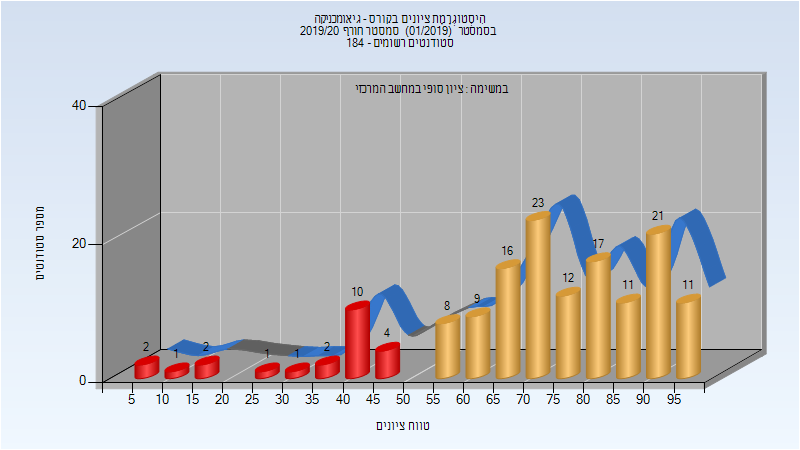 היסטוגרמת ציונים בקורס - גיאומכניקה
בסמסטר (01/2019) סמסטר חורף 2019/20
סטודנטים רשומים - 184
במשימה : ציון סופי במחשב המרכזי
מספר סטודנטים
40
20
0
2 1 2 1 1 2 10 4 8 9 16 23 12 17 11 21 11
5 10 15 20 25 30 35 40 45 50 55 60 65 70 75 80 85 90 95
טווח ציונים